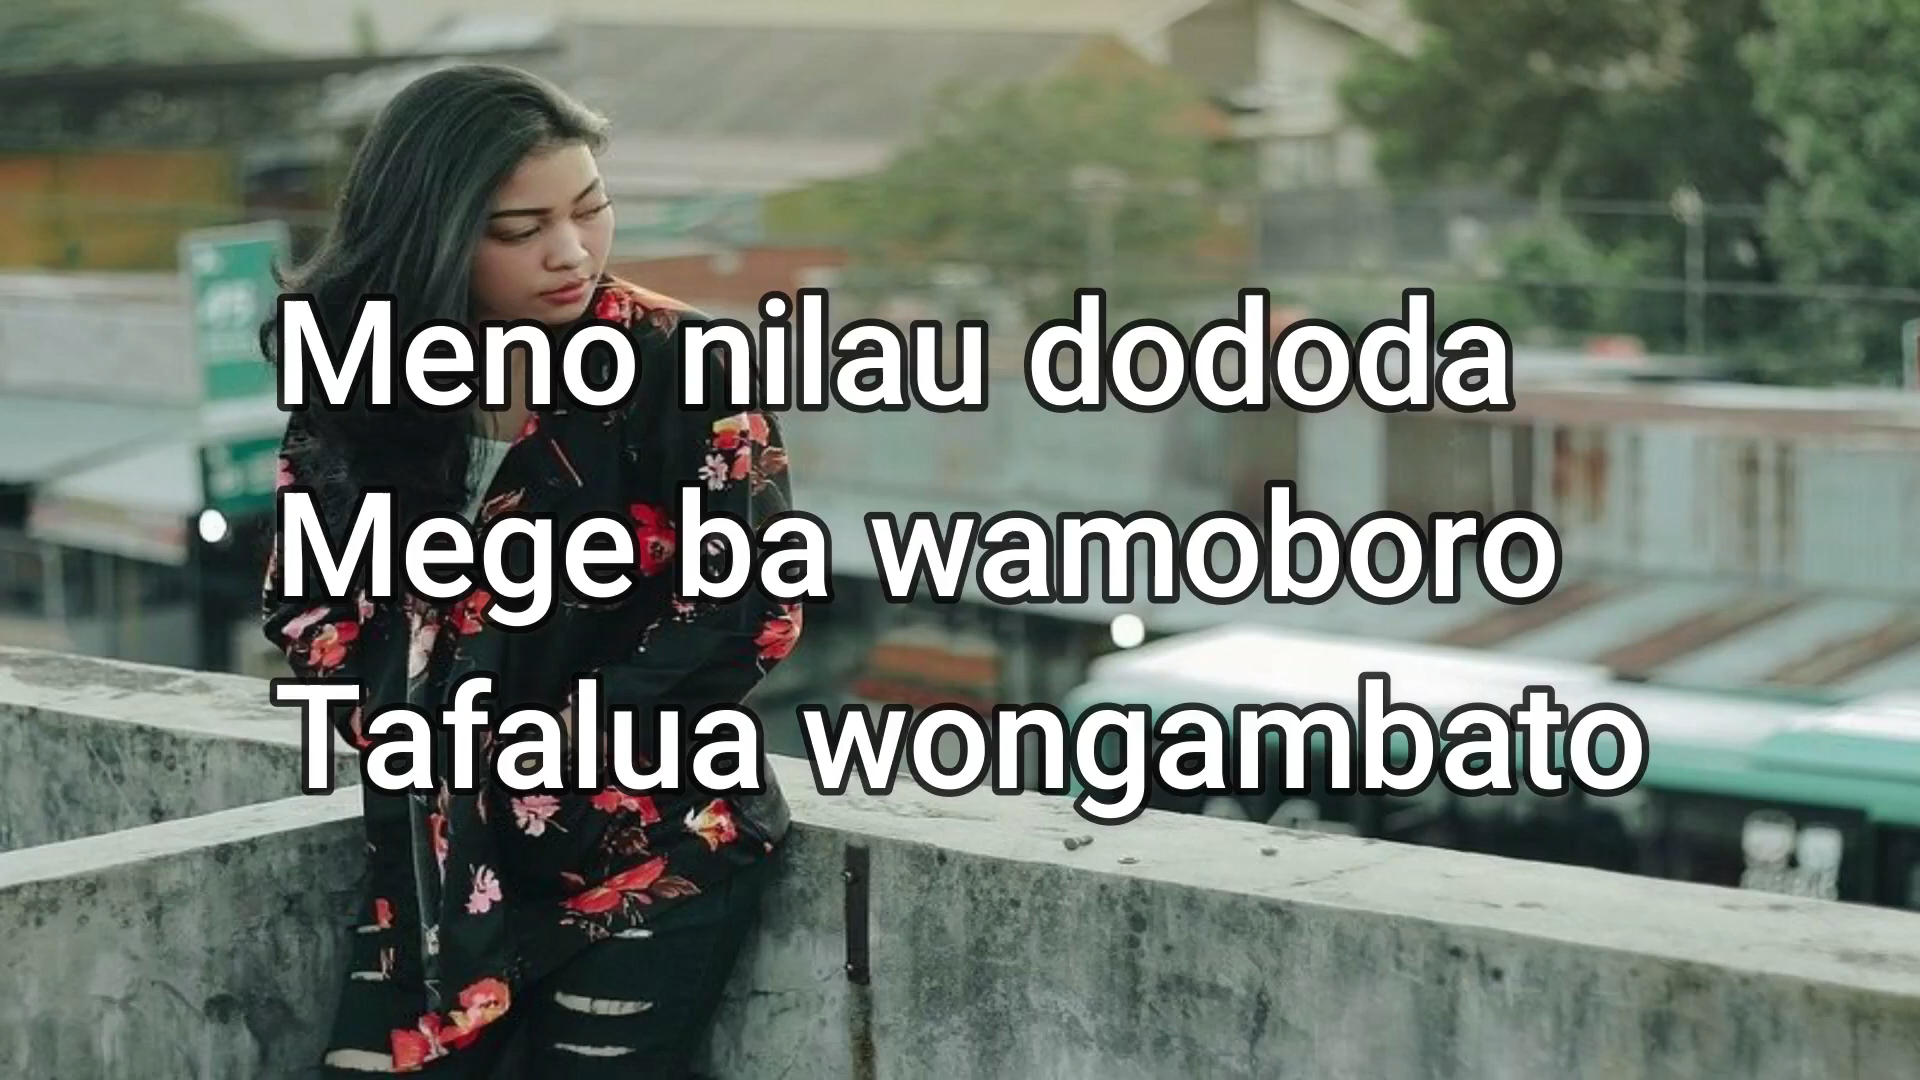 Meno nilau dododa
Mege ba wamoboro
Tafalua wongambato